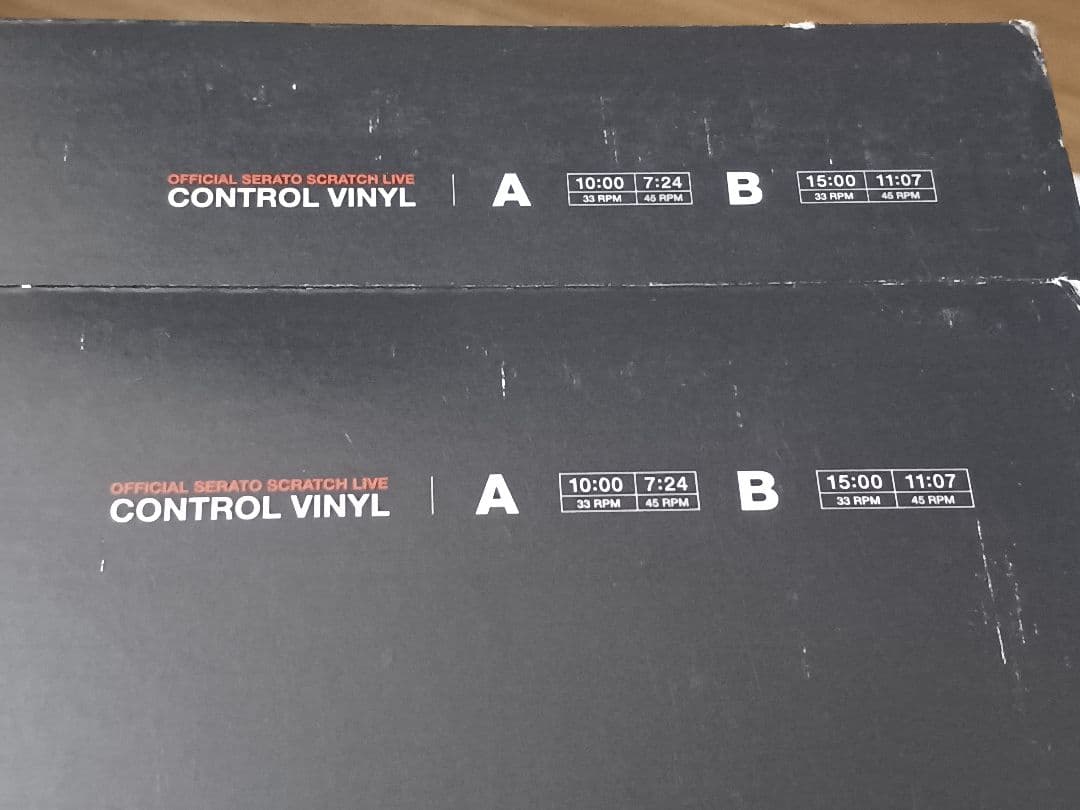 OFFICIAL SERATO SCRATCH LIVE
CONTROL VINYL | A 10:00 7:24 B 15:00 11:07
33 RPM 45 RPM 33 RPM 45 RPM
OFFICIAL SERATO SCRATCH LIVE
CONTROL VINYL | A 10:00 7:24 B 15:00 11:07
33 RPM 45 RPM 33 RPM 45 RPM